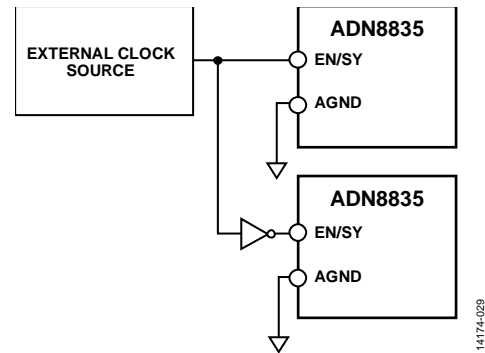 EXTERNAL CLOCK
SOURCE
ADN8835
EN/SY
AGND
ADN8835
EN/SY
AGND
14174-029